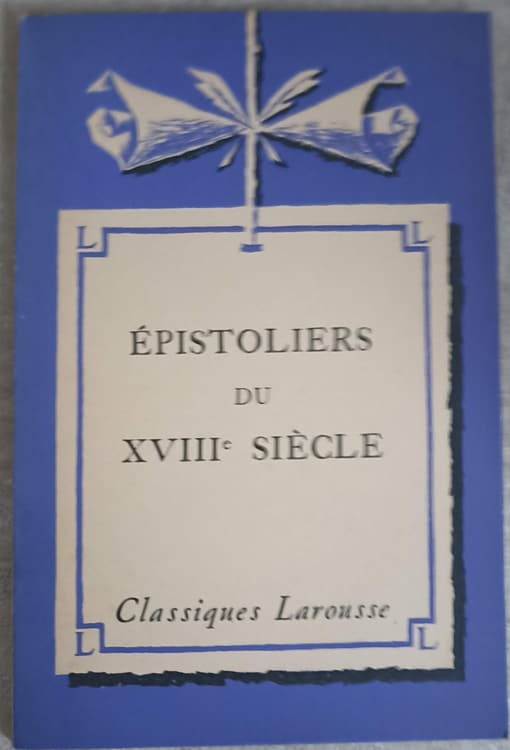 L L
ÉPISTOLIERS
DU
XVIIIᵉ SIÈCLE
Classiques Larousse
L L